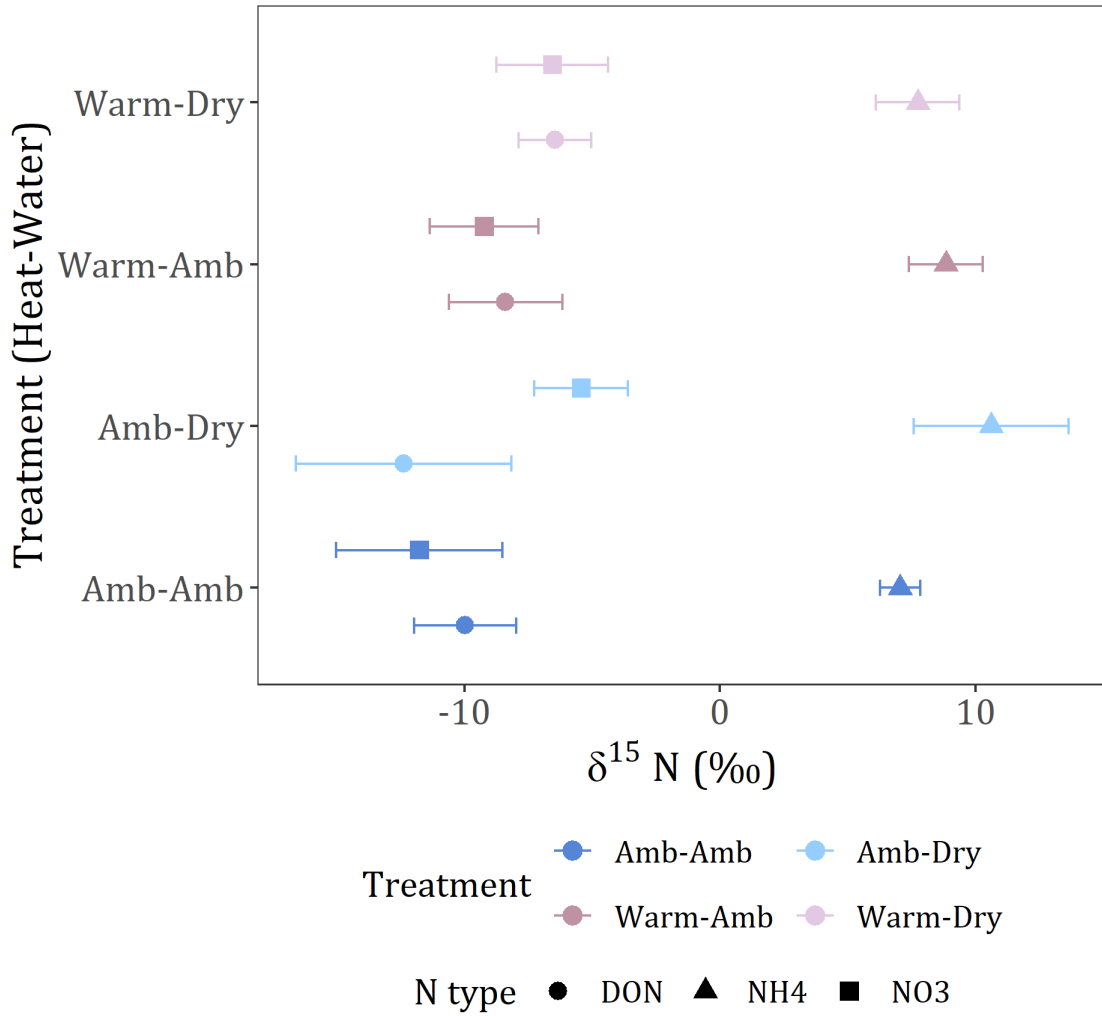 Treatment (Heat-Water)
Warm-Dry
Warm-Amb
Amb-Dry
Amb-Amb
-10 0 10
δ¹⁵ N (‰)
Treatment
Amb-Amb Amb-Dry
Warm-Amb Warm-Dry
N type DON NH4 NO3